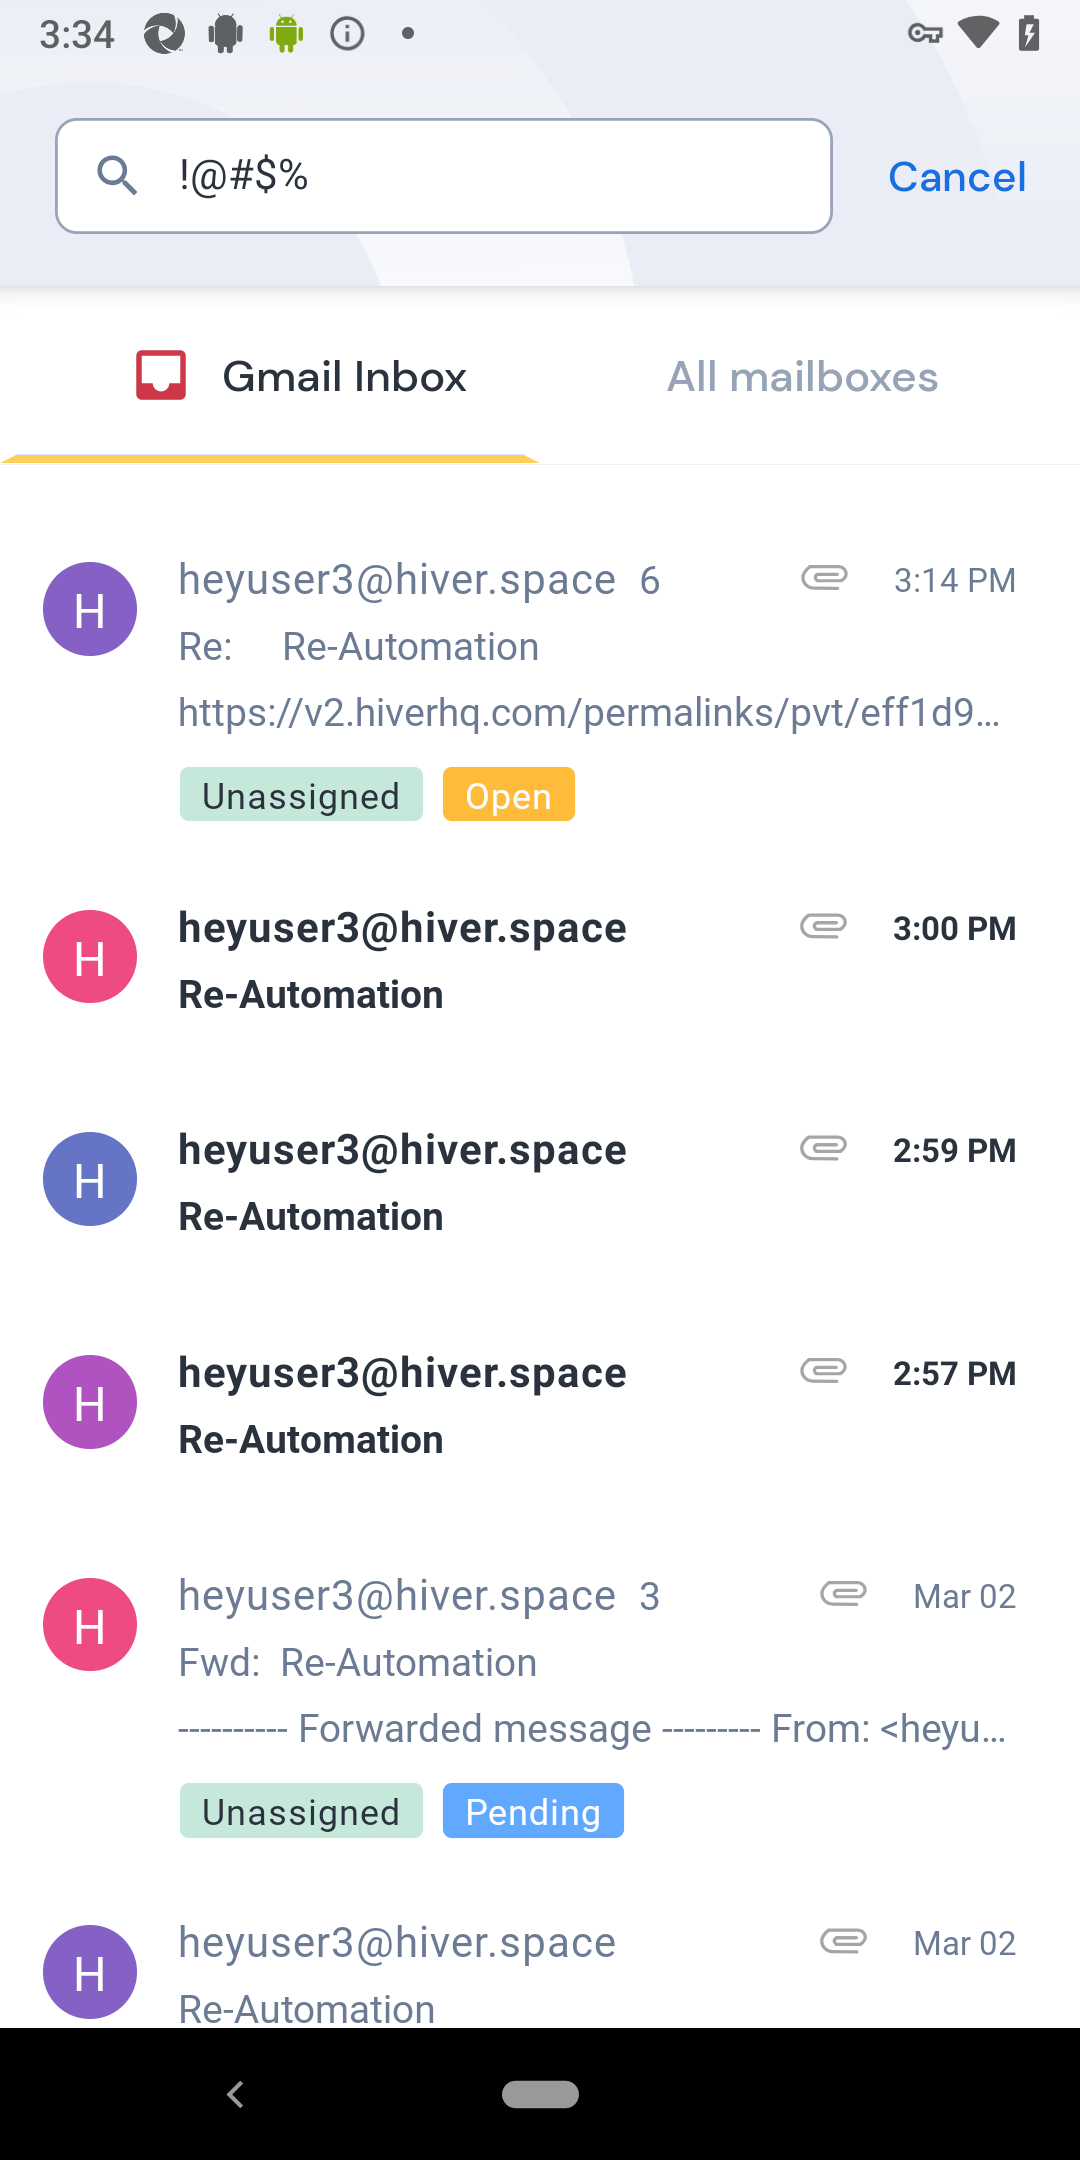 3:34
!@#$%
Cancel
Gmail Inbox
All mailboxes
H
heyuser3@hiver.space 6
3:14 PM
Re: Re-Automation
https://v2.hiverhq.com/permalinks/pvt/eff1d9...
Unassigned
Open
H
heyuser3@hiver.space
3:00 PM
Re-Automation
H
heyuser3@hiver.space
2:59 PM
Re-Automation
H
heyuser3@hiver.space
2:57 PM
Re-Automation
H
heyuser3@hiver.space 3
Mar 02
Fwd: Re-Automation
---------- Forwarded message --------- From: <heyu...
Unassigned
Pending
H
heyuser3@hiver.space
Mar 02
Re-Automation